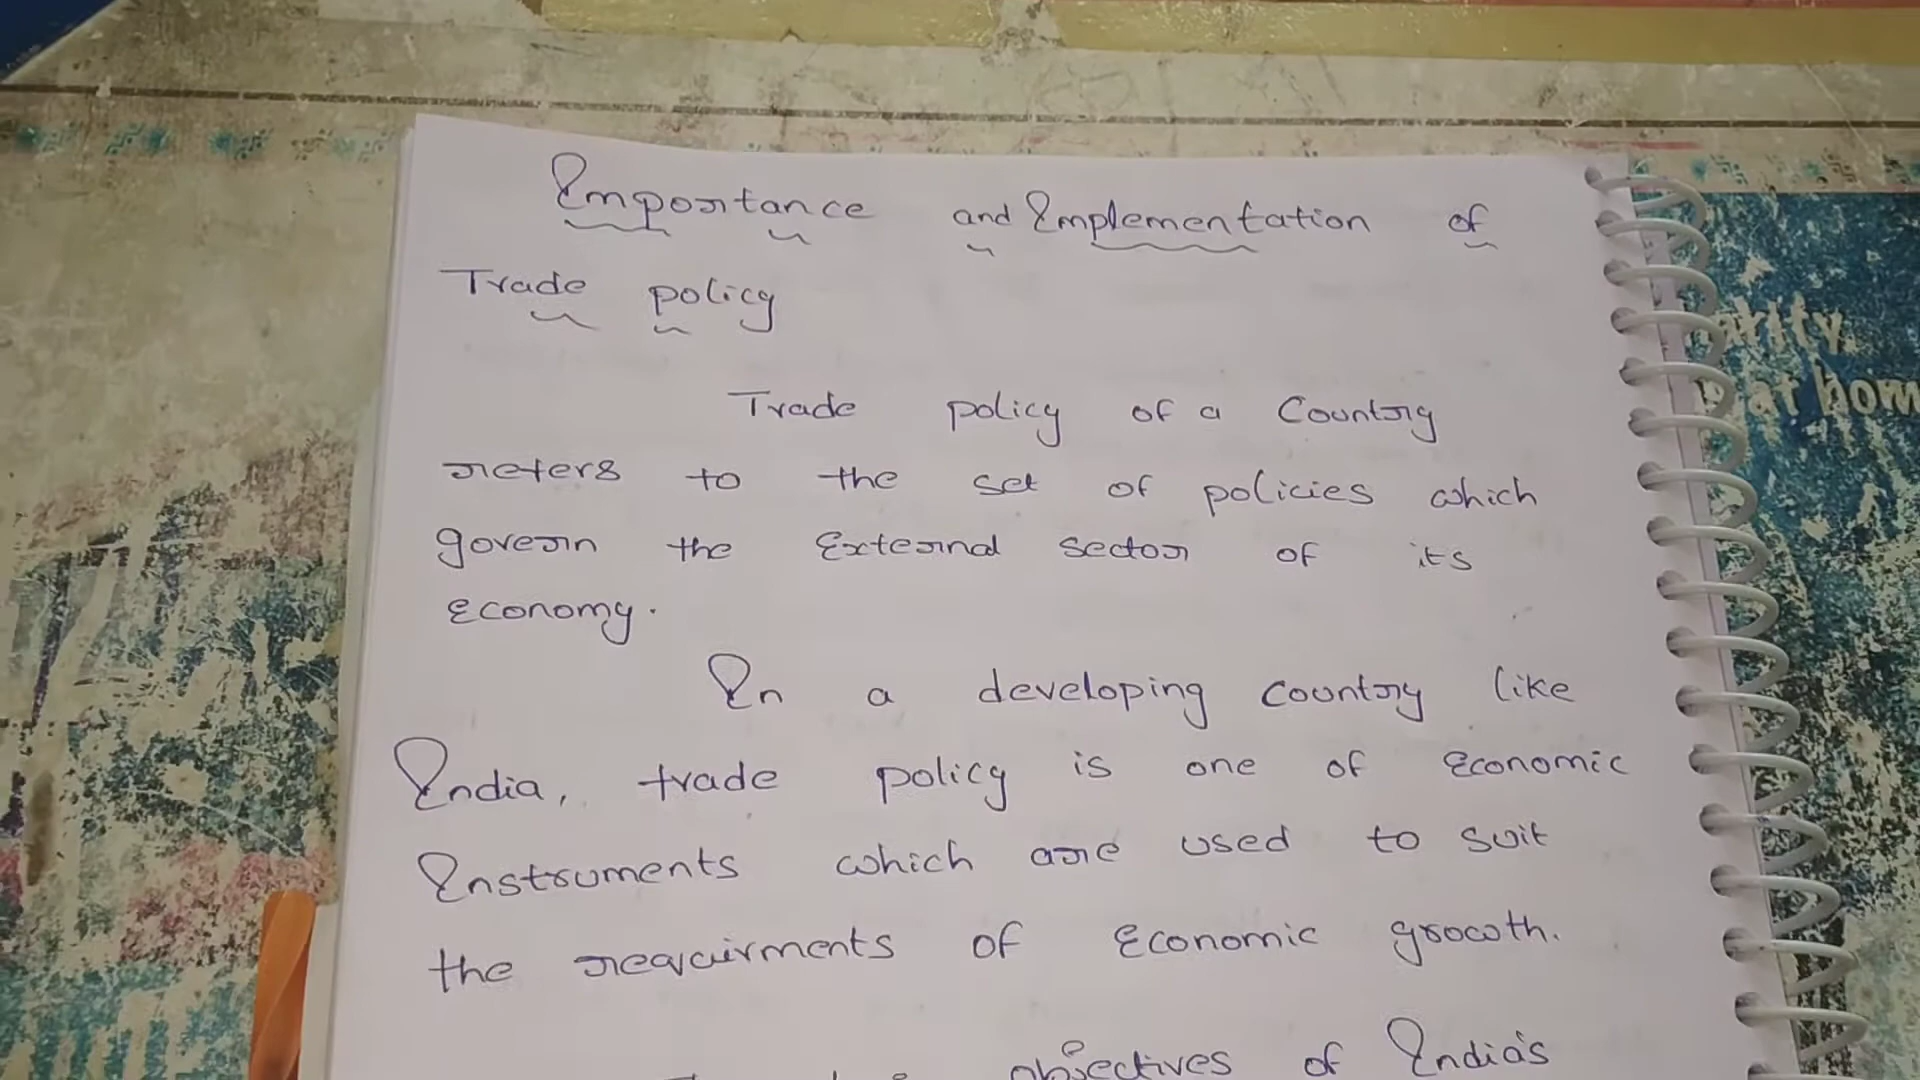 Importance and Implementation of
Trade policy
Trade policy of a Country
refers to the set of policies which
govern the External sector of its
Economy.
In a developing country like
India, trade policy is one of Economic
Instruments which are used to suit
the requirments of Economic growth.
objectives of India's
at hom